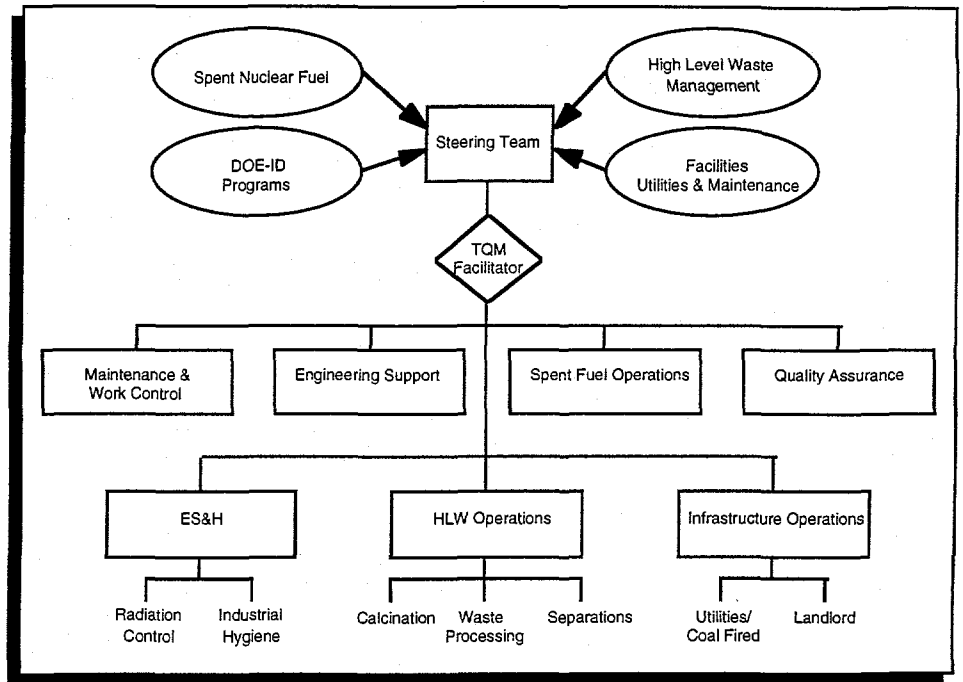 Spent Nuclear Fuel
High Level Waste
Management
Steering Team
DOE-ID
Programs
Facilities
Utilities & Maintenance
TQM
Facilitator
Maintenance &
Work Control
Engineering Support
Spent Fuel Operations
Quality Assurance
ES&H
HLW Operations
Infrastructure Operations
Radiation
Control
Industrial
Hygiene
Calcination
Waste
Processing
Separations
Utilities/
Coal Fired
Landlord